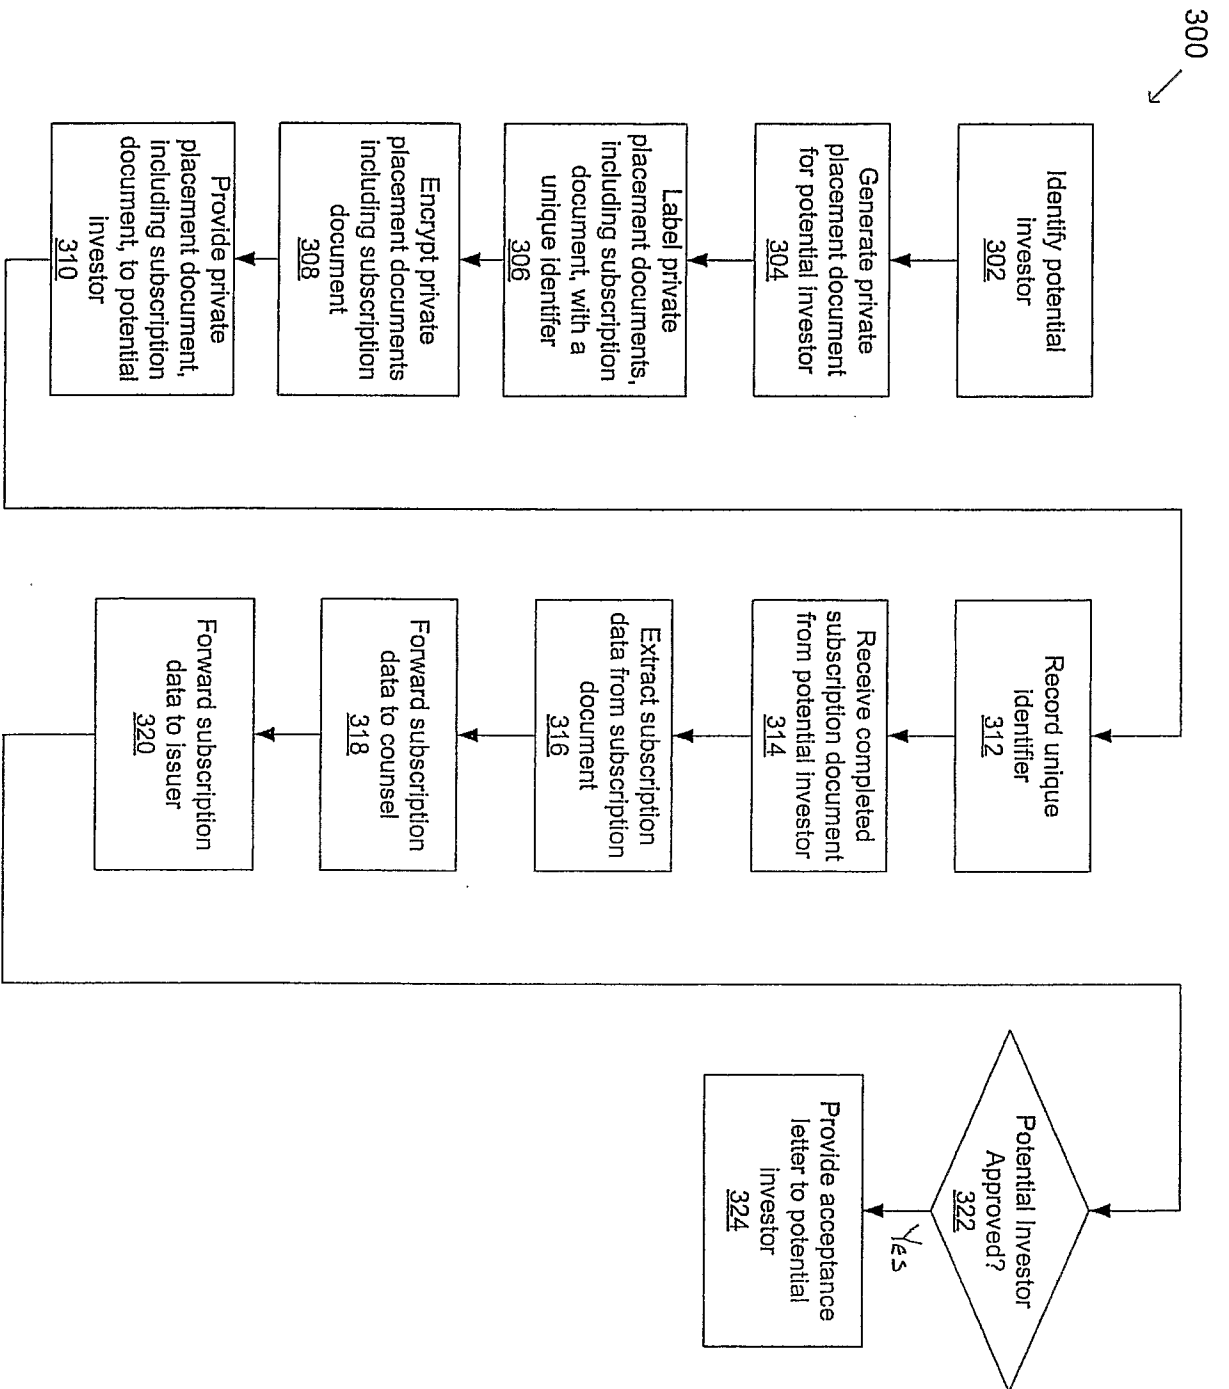 300
Identify potential
investor
302
Generate private
placement document
for potential investor
304
Label private
placement documents,
including subscription
document, with a
unique identifer
306
Encrypt private
placement documents
including subscription
document
308
Provide private
placement document,
including subscription
document, to potential
investor
310
Record unique
identifier
312
Receive completed
subscription document
from potential investor
314
Extract subscription
data from subscription
document
316
Forward subscription
data to counsel
318
Forward subscription
data to issuer
320
Potential Investor
Approved?
322
Yes
Provide acceptance
letter to potential
investor
324